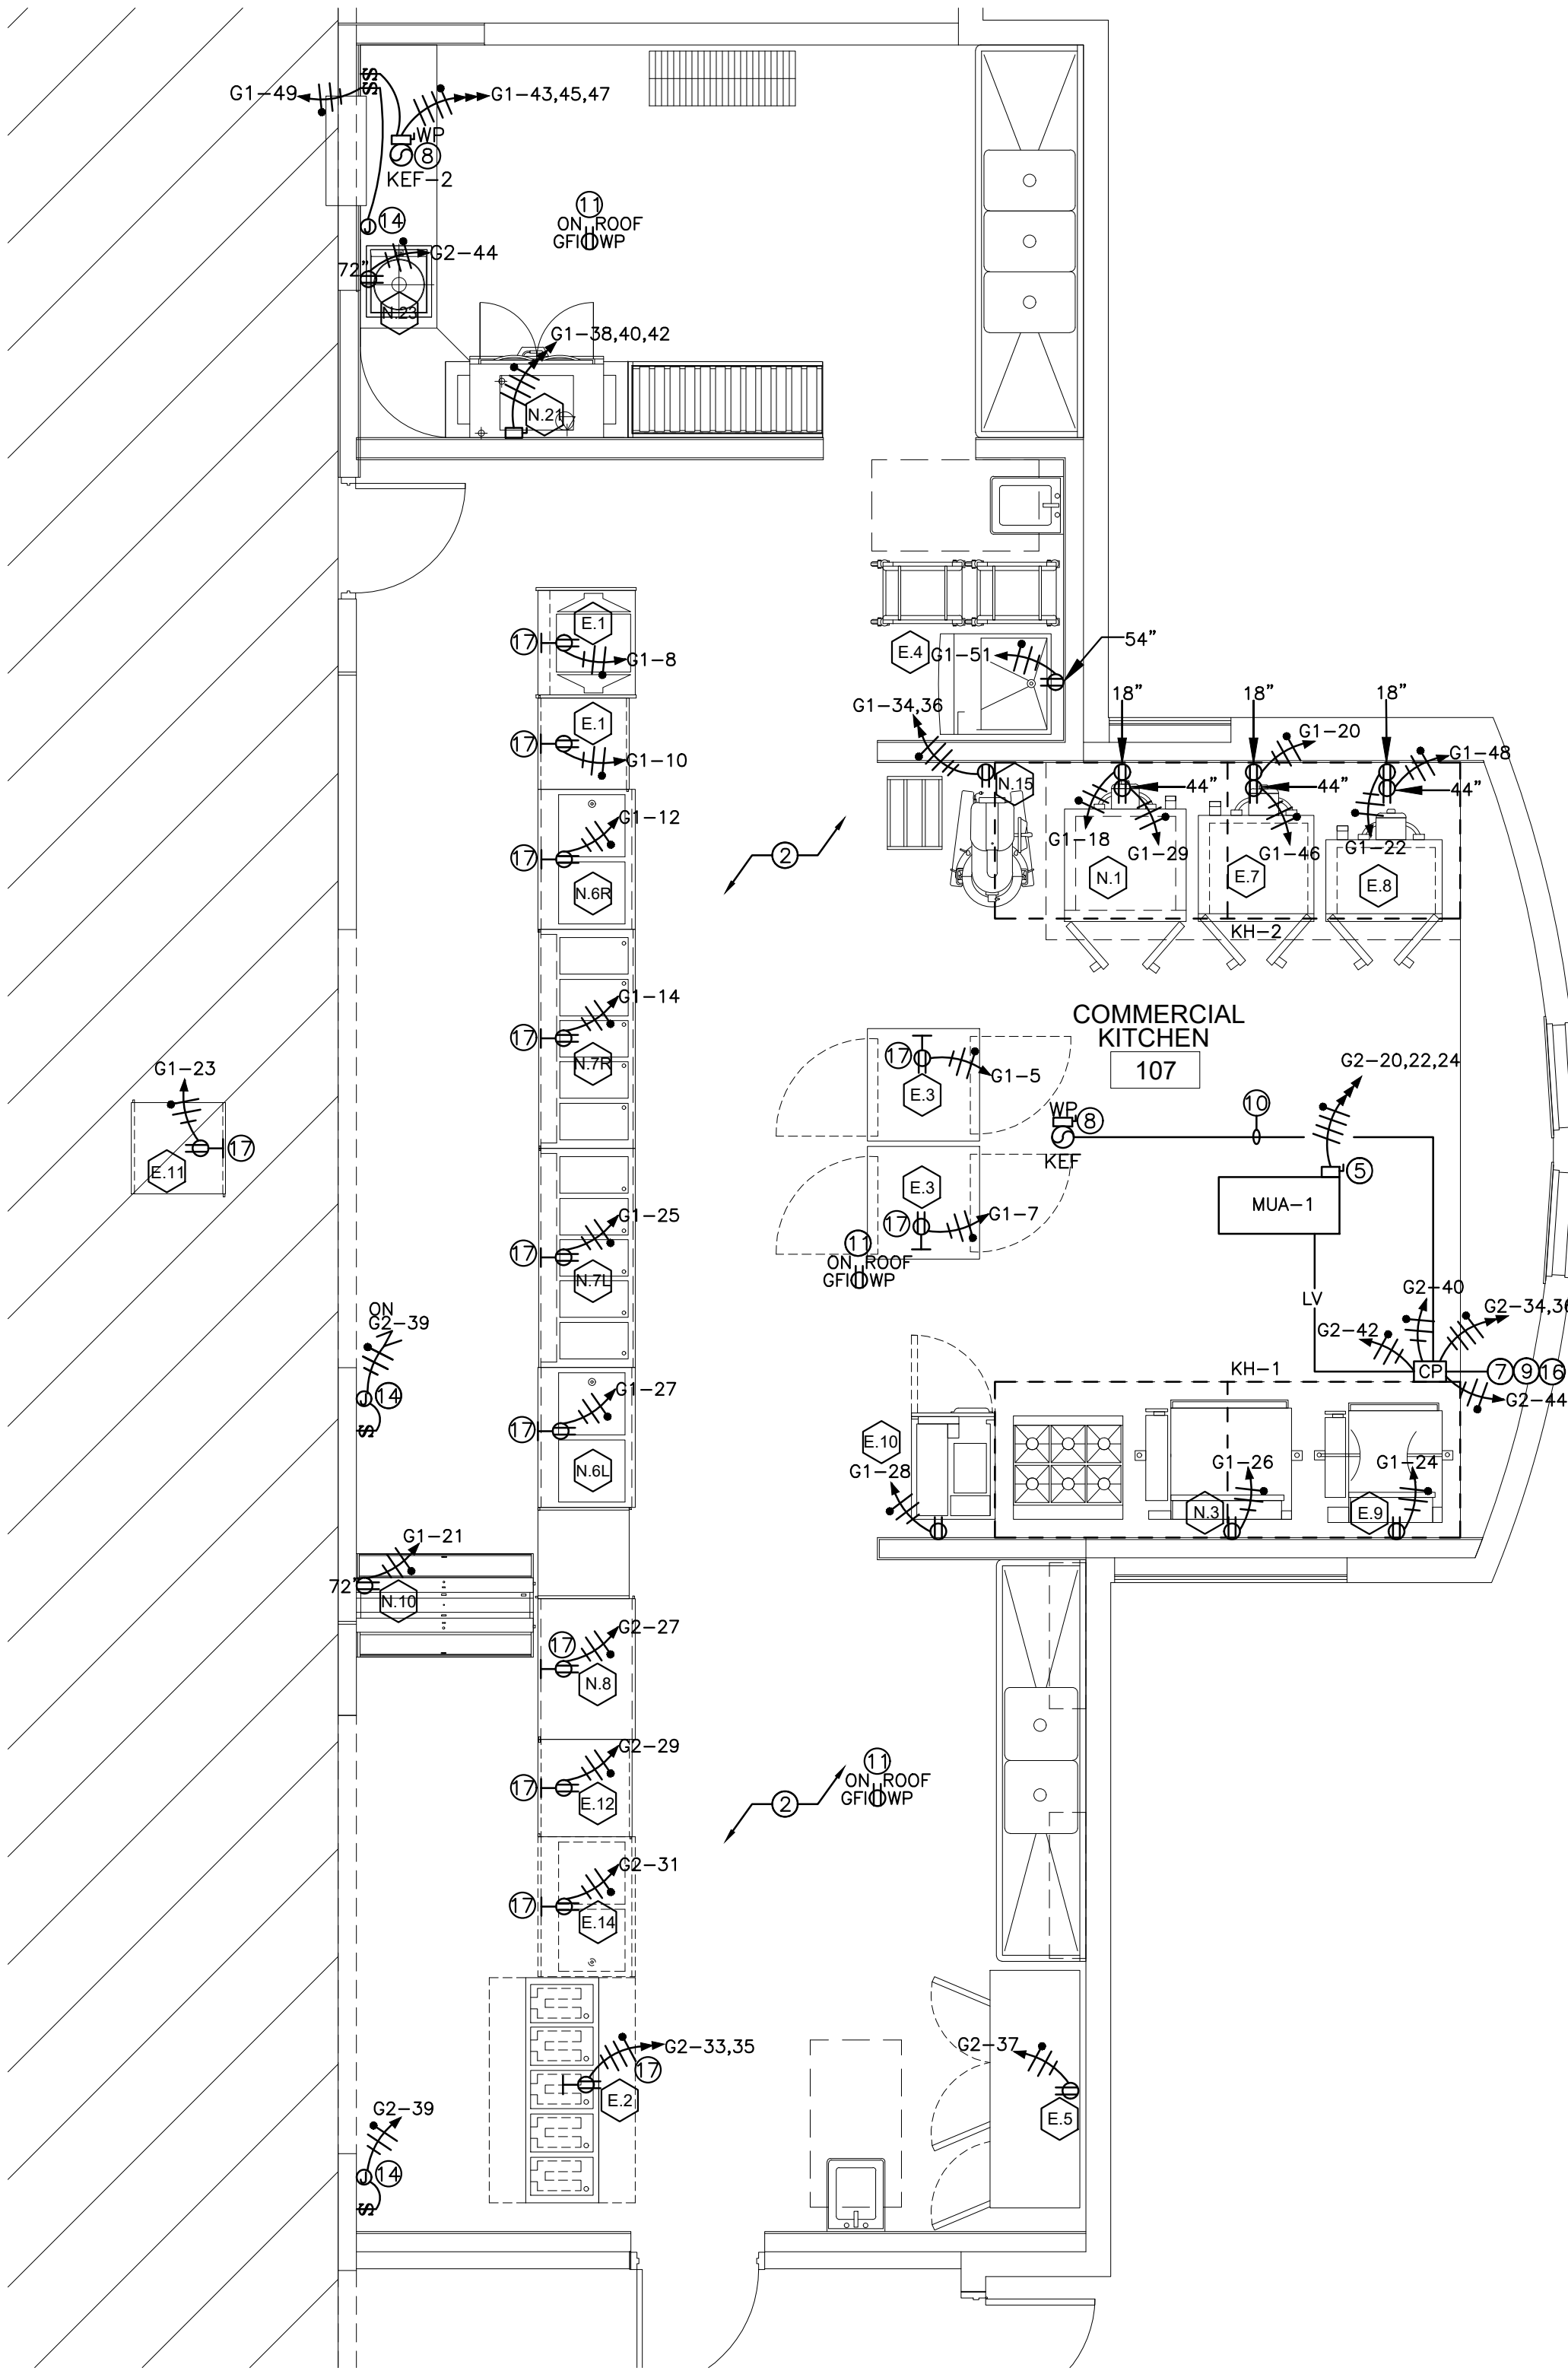 G1-49
S
S
G1-43,45,47
WP
8
KEF-2
J
14
11
ON ROOF
GFI WP
72"
G2-44
N.23
G1-38,40,42
N.21
E.1
17
G1-8
E.4
G1-51
54"
E.1
17
G1-10
G1-34,36
N.15
18"
18"
18"
G1-20
G1-48
44"
44"
44"
G1-18
G1-29
G1-46
G1-22
N.1
E.7
E.8
KH-2
G1-12
17
N.6R
2
G1-14
17
N.7R
COMMERCIAL
KITCHEN
107
17
G1-5
E.3
G1-23
17
E.11
WP
8
KEF
10
G2-20,22,24
5
MUA-1
E.3
17
G1-7
11
ON ROOF
GFI WP
G1-25
17
N.7L
LV
ON
G2-39
J
14
S
G2-40
G2-34,36
G2-42
CP
7
9
16
G2-44
KH-1
G1-27
17
N.6L
E.10
G1-28
G1-26
N.3
G1-24
E.9
G1-21
72"
N.10
G2-27
17
N.8
G2-29
17
E.12
2
11
ON ROOF
GFI WP
G2-31
17
E.14
G2-33,35
17
E.2
G2-37
E.5
G2-39
J
14
S